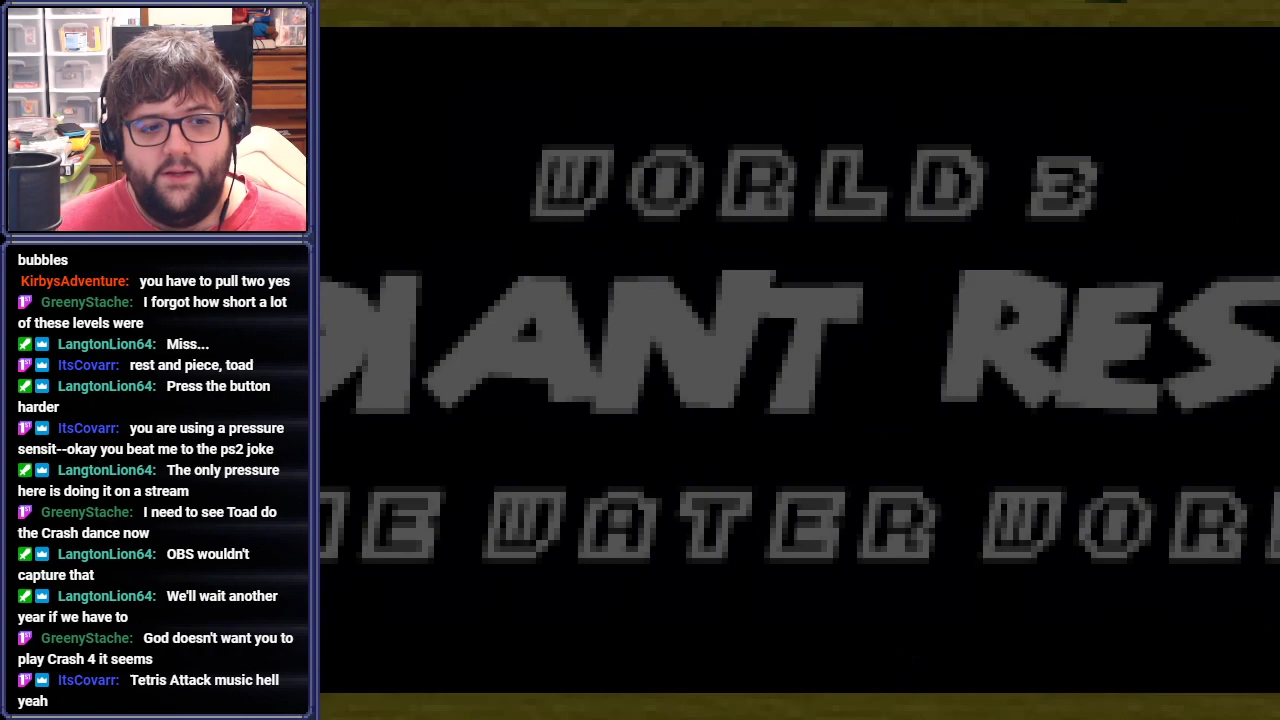 bubbles
KirbysAdventure: you have to pull two yes
GreenyStache: I forgot how short a lot
of these levels were
LangtonLion64: Miss...
ItsCovarr: rest and piece, toad
LangtonLion64: Press the button
harder
ItsCovarr: you are using a pressure
sensit--okay you beat me to the ps2 joke
LangtonLion64: The only pressure
here is doing it on a stream
GreenyStache: I need to see Toad do
the Crash dance now
LangtonLion64: OBS wouldn't
capture that
LangtonLion64: We'll wait another
year if we have to
GreenyStache: God doesn't want you to
play Crash 4 it seems
ItsCovarr: Tetris Attack music hell
yeah
WORLD 3
DIANT RES
HE WATER WOR